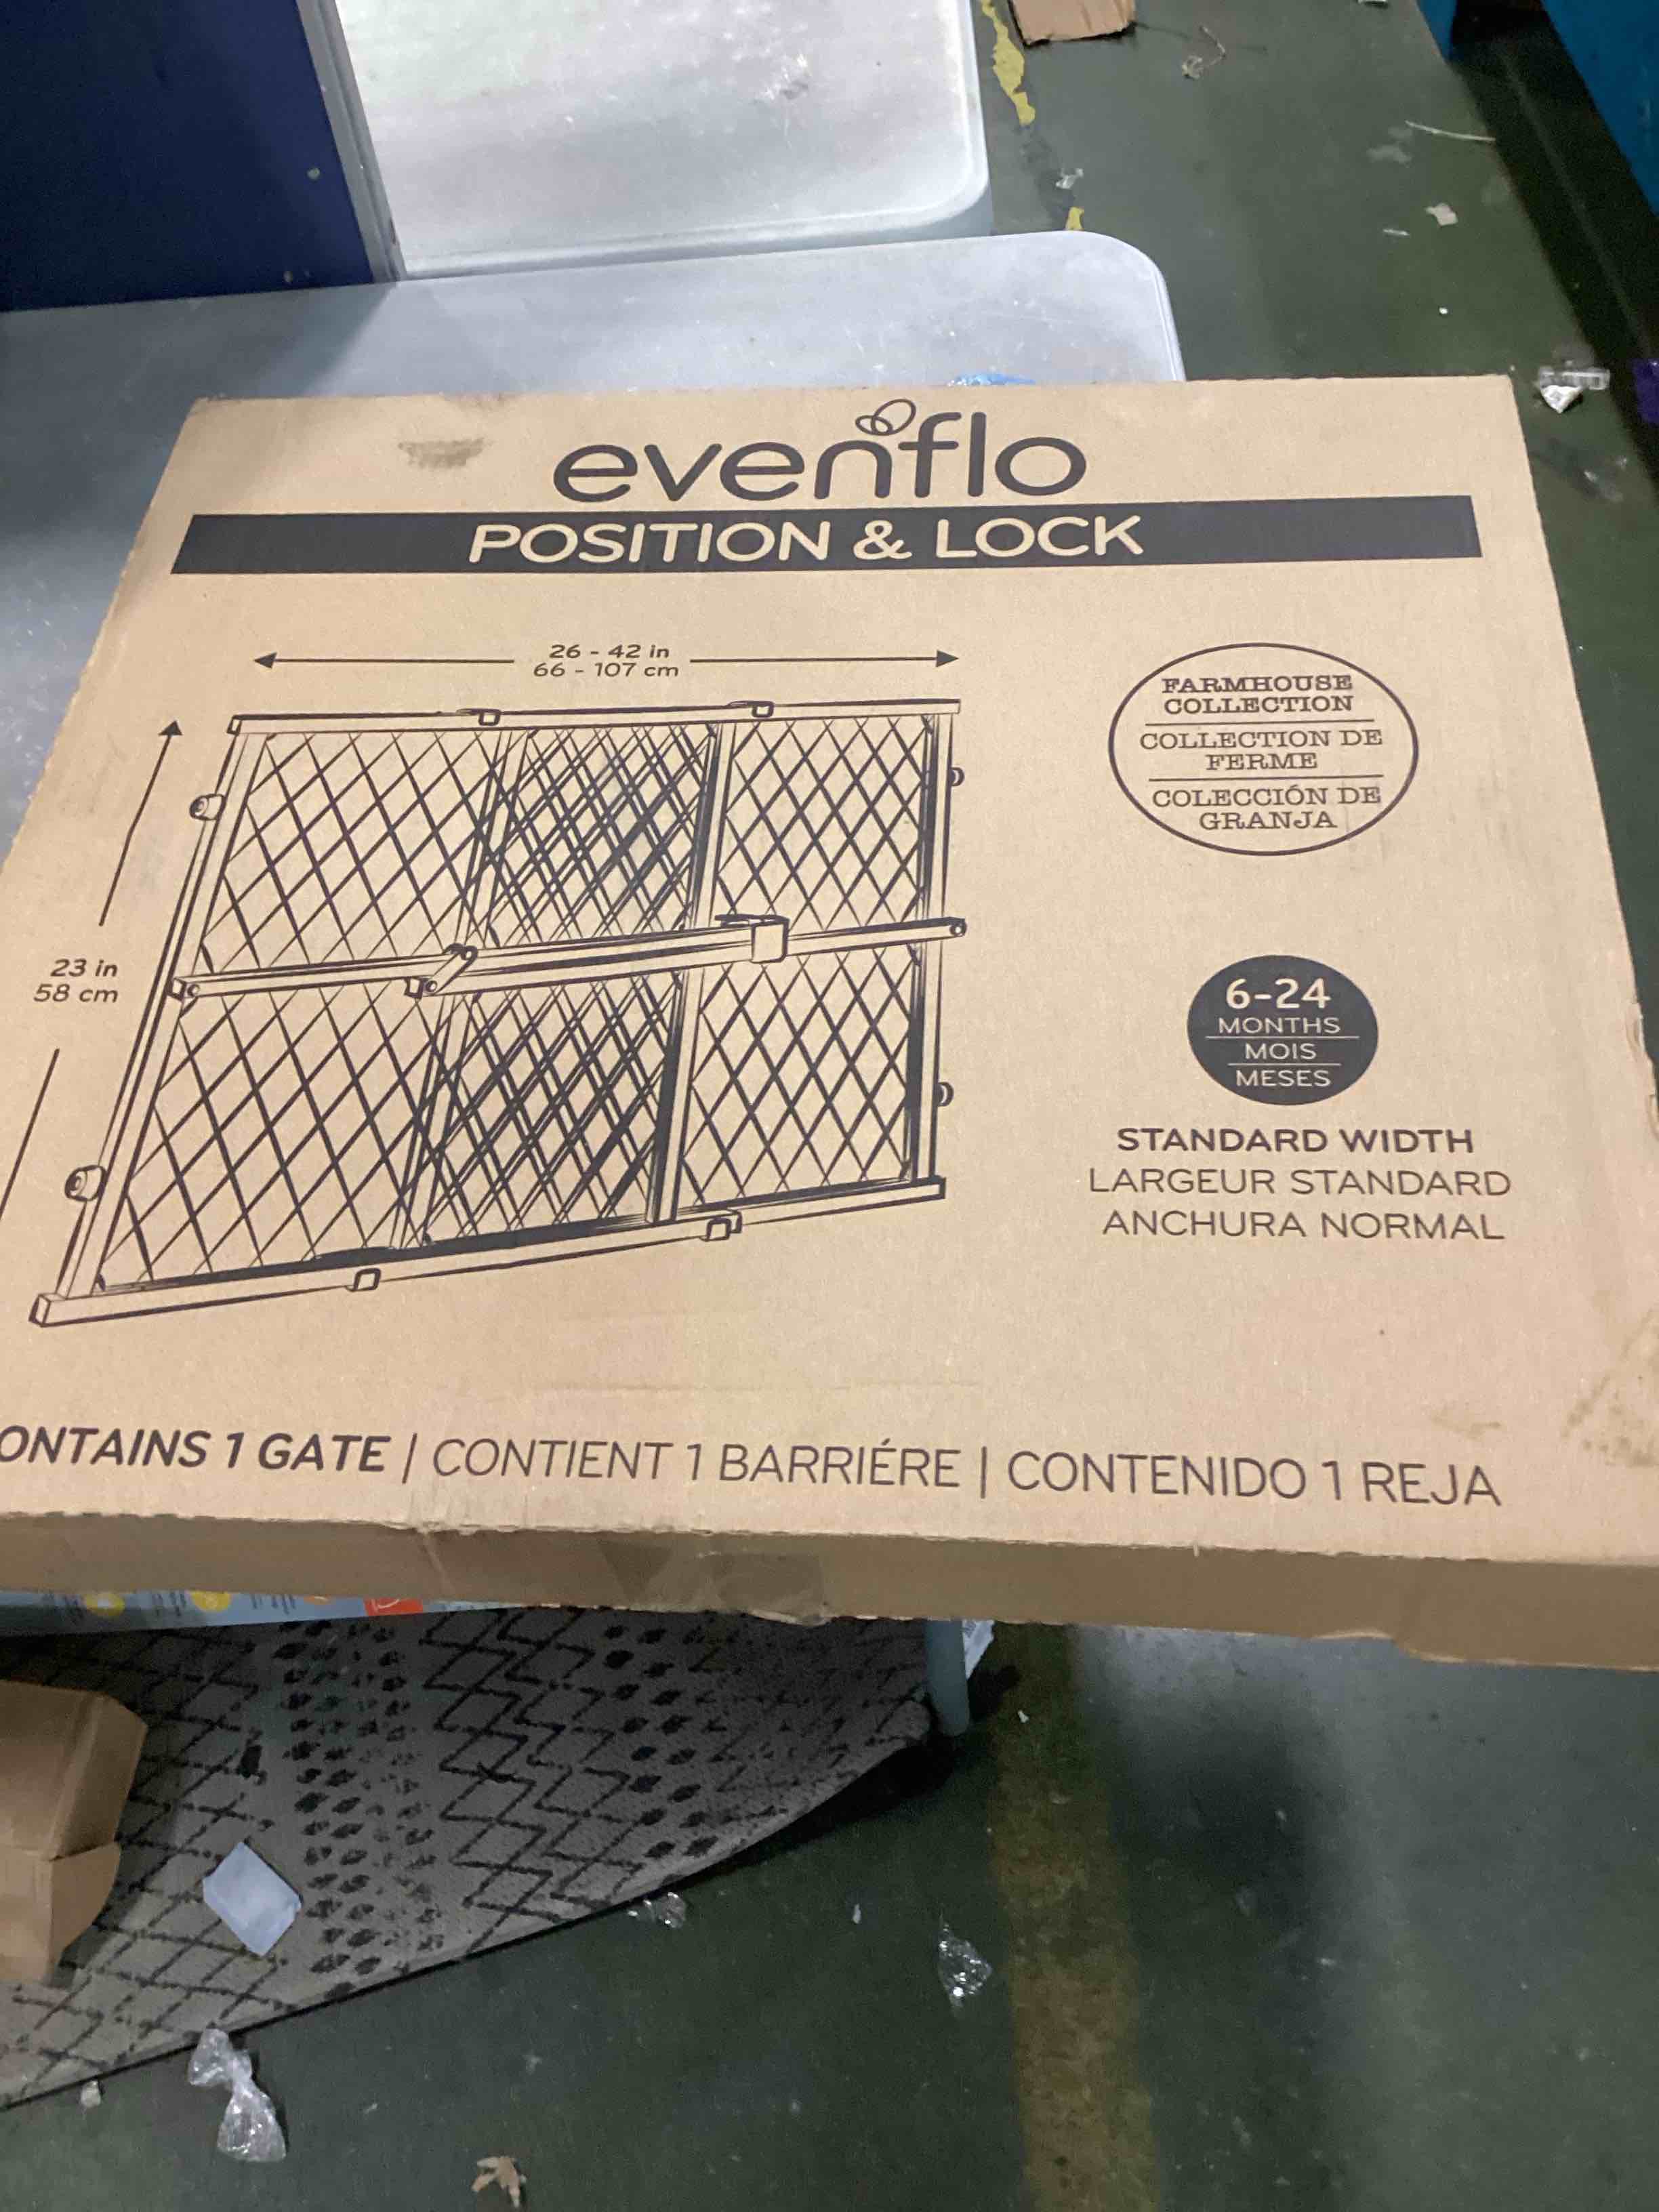 evenflo
POSITION & LOCK
26 - 42 in
66 - 107 cm
FARMHOUSE
COLLECTION
COLLECTION DE
FERME
COLECCIÓN DE
GRANJA
23 in
58 cm
6-24
MONTHS
MOIS
MESES
STANDARD WIDTH
LARGEUR STANDARD
ANCHURA NORMAL
ONTAINS 1 GATE | CONTIENT 1 BARRIÉRE | CONTENIDO 1 REJA